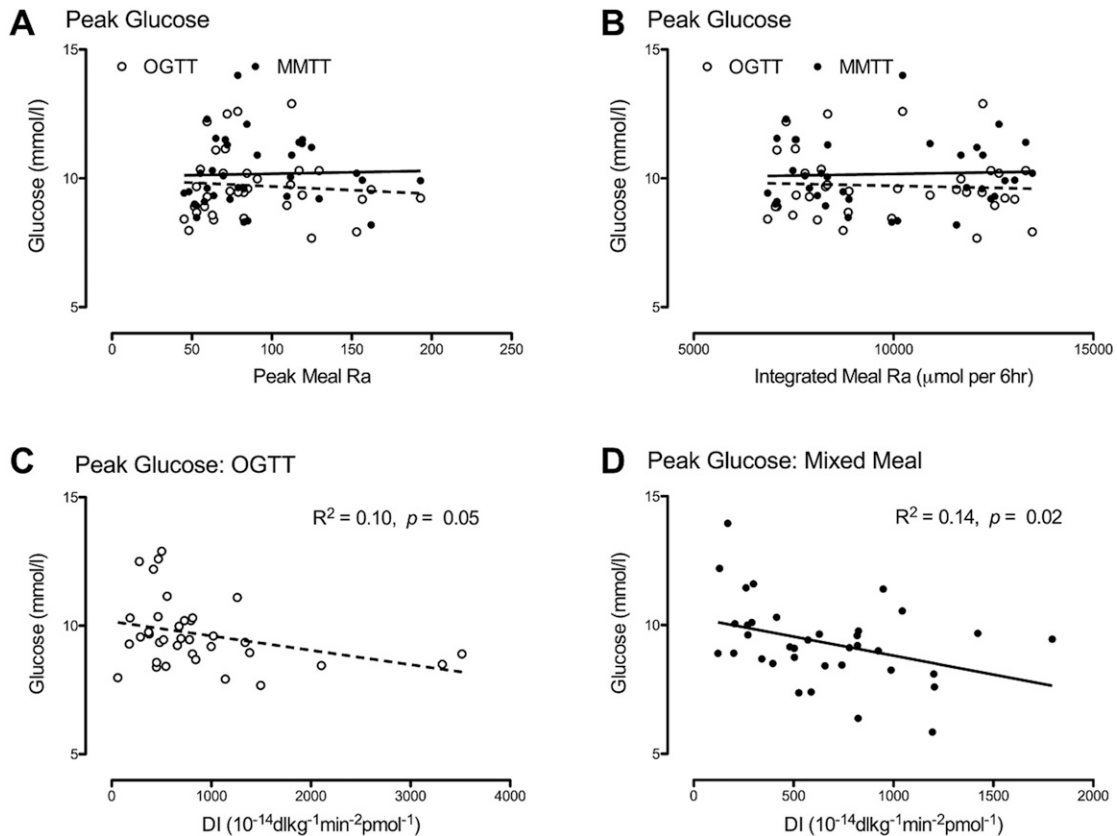 A Peak Glucose
15
OGTT MMTT
10
5
Glucose (mmol/l)
0 50 100 150 200 250
Peak Meal Ra
B Peak Glucose
15
OGTT MMTT
10
5
Glucose (mmol/l)
5000 10000 15000
Integrated Meal Ra (μmol per 6hr)
C Peak Glucose: OGTT
15
R² = 0.10, p = 0.05
10
5
Glucose (mmol/l)
0 1000 2000 3000 4000
DI (10⁻¹⁴dlkg⁻¹min⁻²pmol⁻¹)
D Peak Glucose: Mixed Meal
15
R² = 0.14, p = 0.02
10
5
Glucose (mmol/l)
0 500 1000 1500 2000
DI (10⁻¹⁴dlkg⁻¹min⁻²pmol⁻¹)